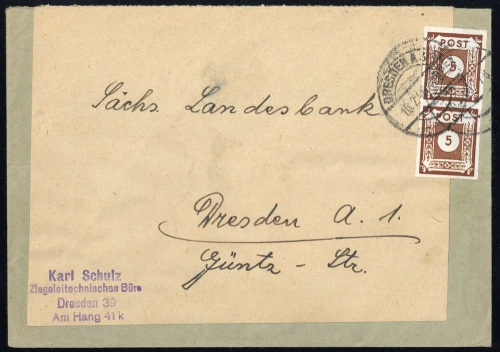 POST
5
POST
5
DRESDEN A
Sächs. Landesbank
Dresden A. 1.
Güntz-Str.
Karl Schulz
Ziegeleitechnisches Büro
Dresden 39
Am Hang 41k